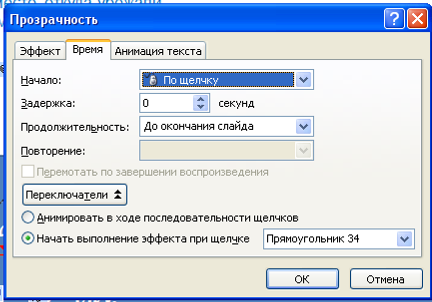 Прозрачность
Эффект Время Анимация текста
Начало: По щелчку
Задержка: 0 секунд
Продолжительность: До окончания слайда
Повторение:
Перемотать по завершении воспроизведения
Переключатели
Анимировать в ходе последовательности щелчков
Начать выполнение эффекта при щелчке Прямоугольник 34
ОК Отмена